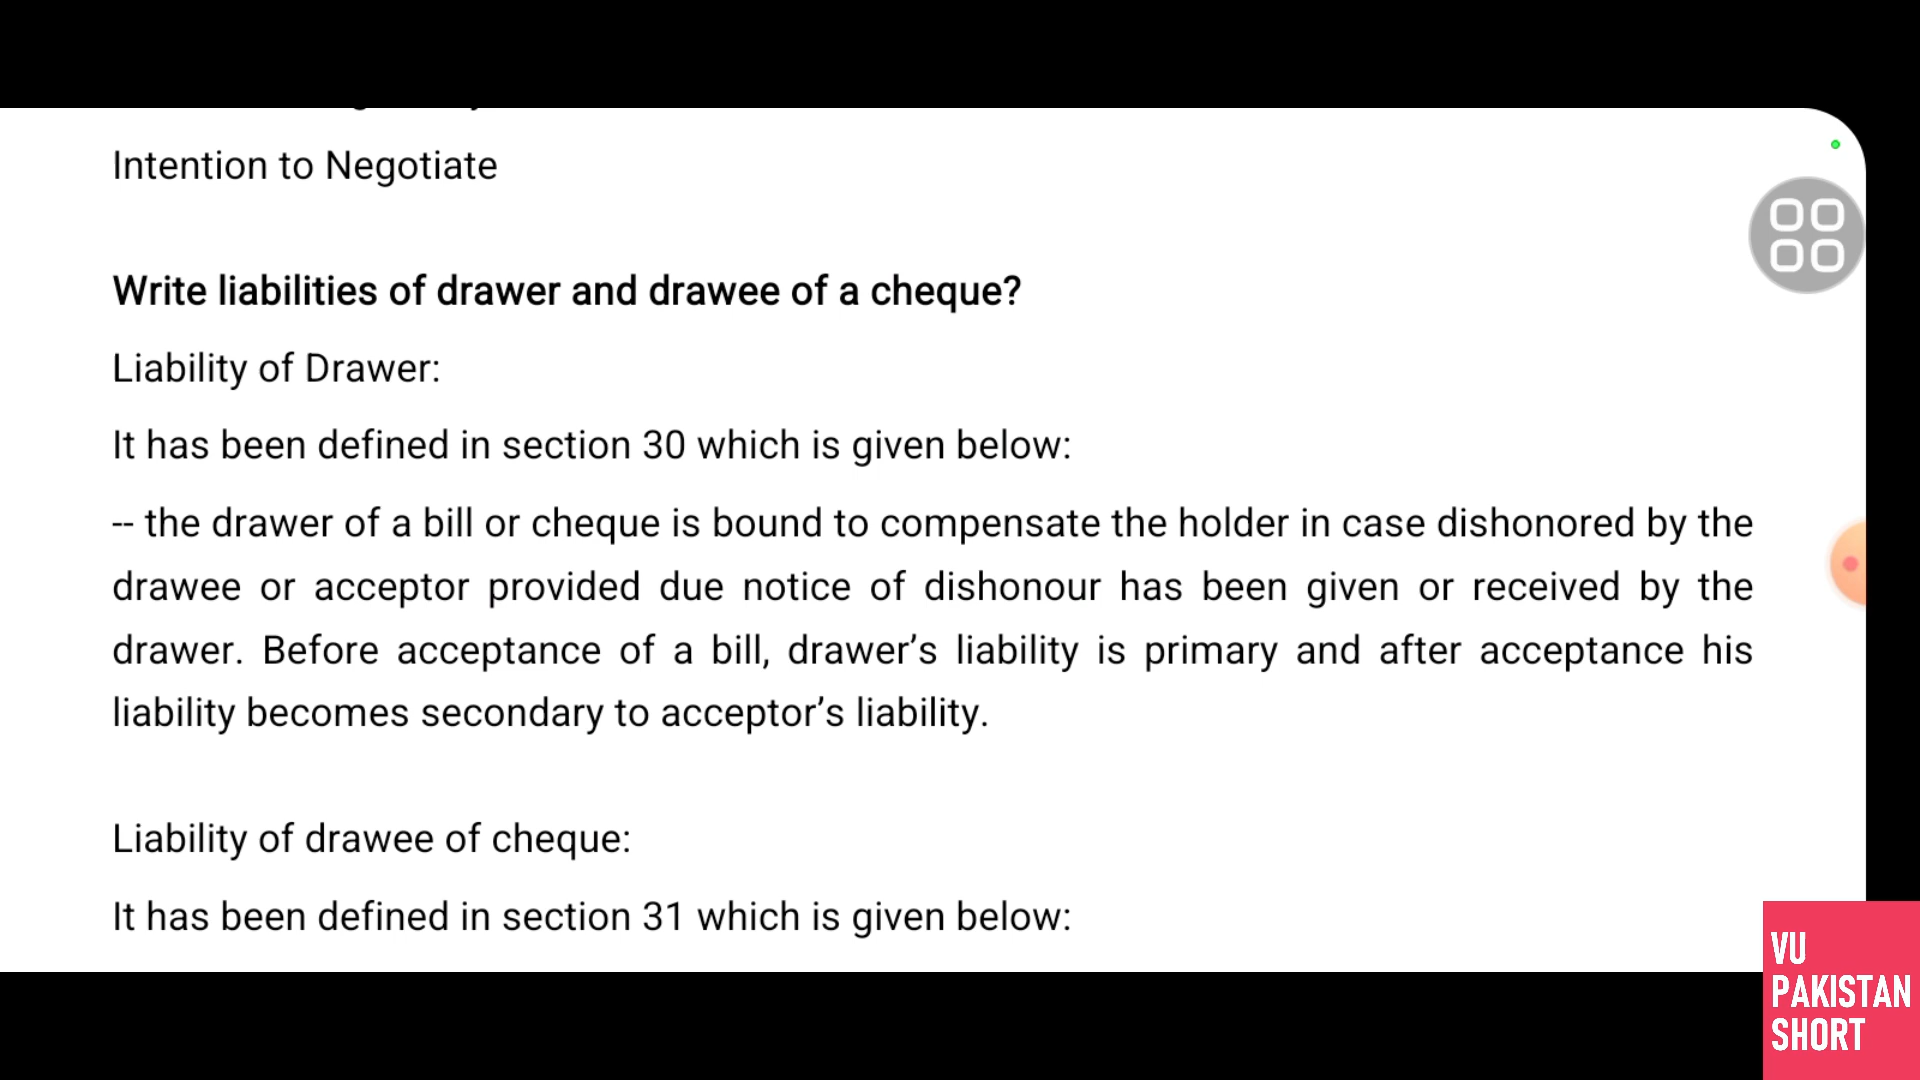 Intention to Negotiate
Write liabilities of drawer and drawee of a cheque?
Liability of Drawer:
It has been defined in section 30 which is given below:
-- the drawer of a bill or cheque is bound to compensate the holder in case dishonored by the
drawee or acceptor provided due notice of dishonour has been given or received by the
drawer. Before acceptance of a bill, drawer’s liability is primary and after acceptance his
liability becomes secondary to acceptor’s liability.
Liability of drawee of cheque:
It has been defined in section 31 which is given below:
VU
PAKISTAN
SHORT